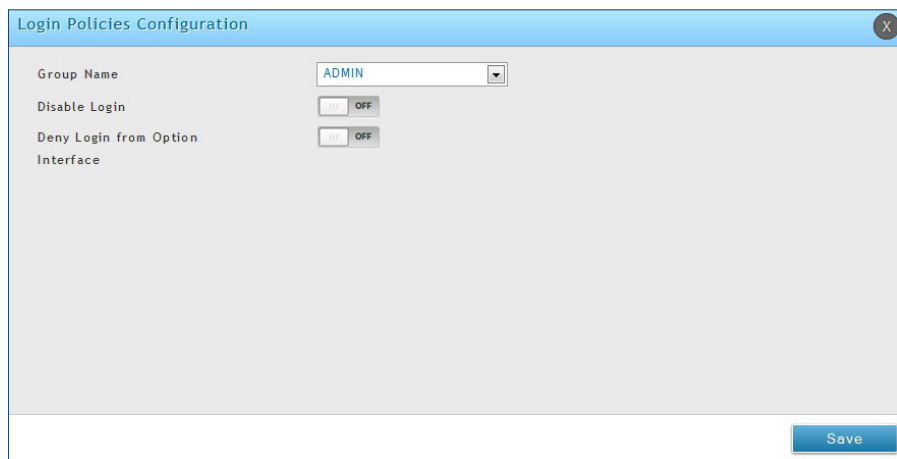 Login Policies Configuration
X
Group Name
ADMIN
Disable Login
OFF
Deny Login from Option
Interface
OFF
Save